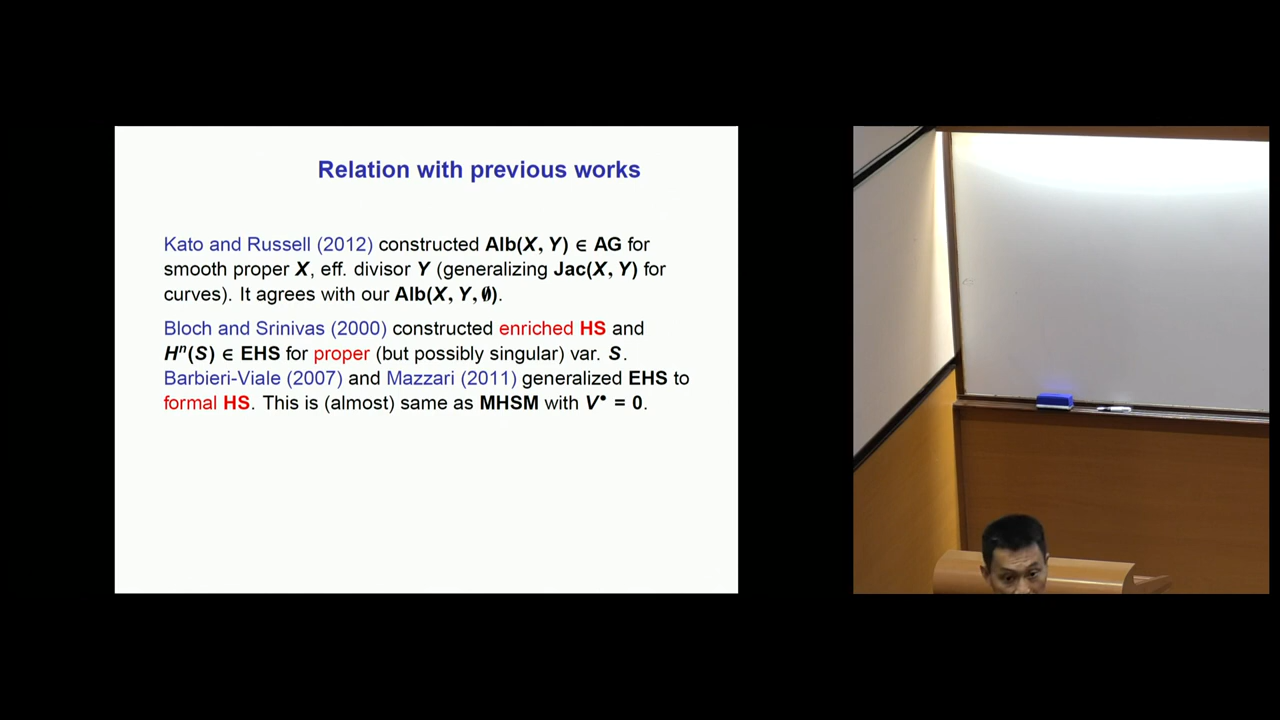 Relation with previous works
Kato and Russell (2012) constructed Alb(X, Y) ∈ AG for
smooth proper X, eff. divisor Y (generalizing Jac(X, Y) for
curves). It agrees with our Alb(X, Y, ∅).
Bloch and Srinivas (2000) constructed enriched HS and
Hⁿ(S) ∈ EHS for proper (but possibly singular) var. S.
Barbieri-Viale (2007) and Mazzari (2011) generalized EHS to
formal HS. This is (almost) same as MHSM with V• = 0.